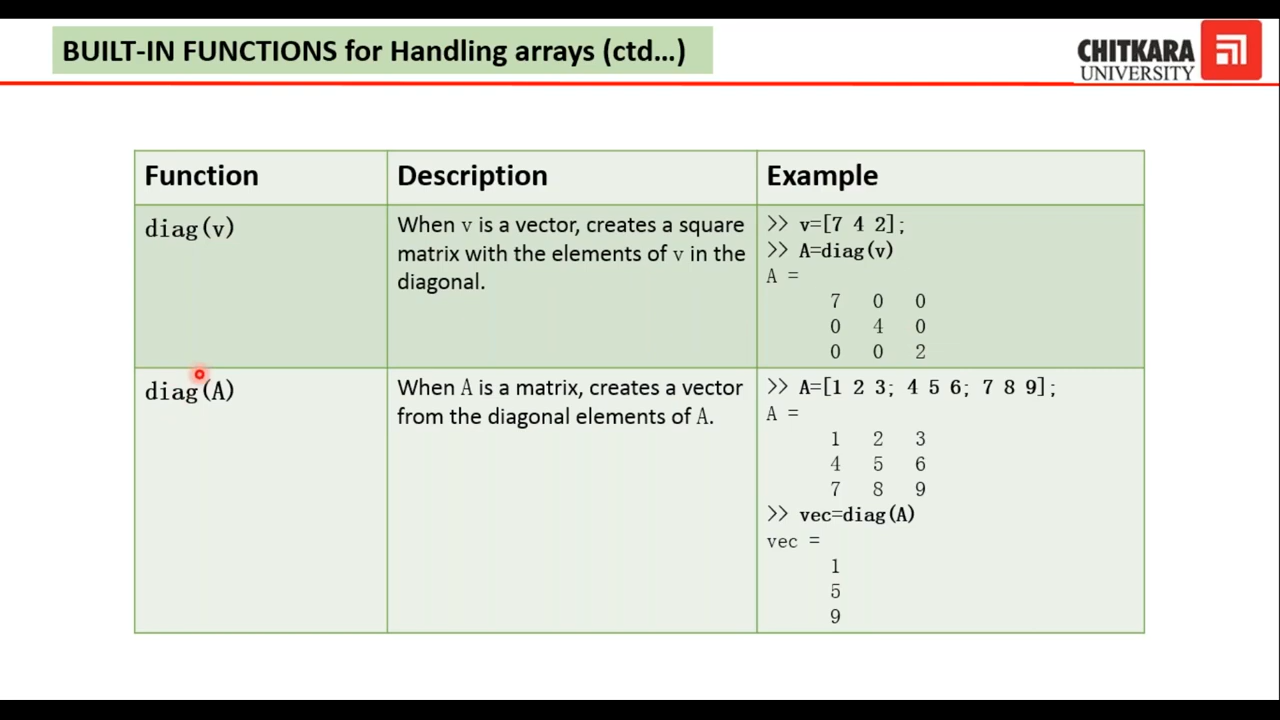 BUILT-IN FUNCTIONS for Handling arrays (ctd...)
CHITKARA
UNIVERSITY
Function
Description
Example
diag(v)
When v is a vector, creates a square
matrix with the elements of v in the
diagonal.
>> v=[7 4 2];
>> A=diag(v)
A =
7 0 0
0 4 0
0 0 2
diag(A)
When A is a matrix, creates a vector
from the diagonal elements of A.
>> A=[1 2 3; 4 5 6; 7 8 9];
A =
1 2 3
4 5 6
7 8 9
>> vec=diag(A)
vec =
1
5
9